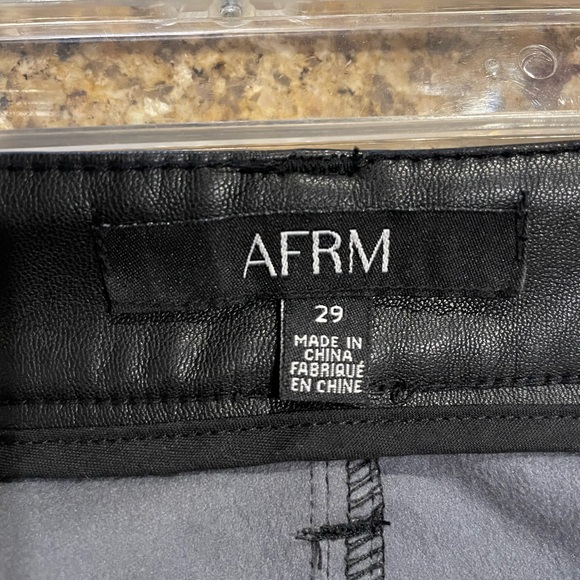 AFRM
29
MADE IN
CHINA
FABRIQUÉ
EN CHINE